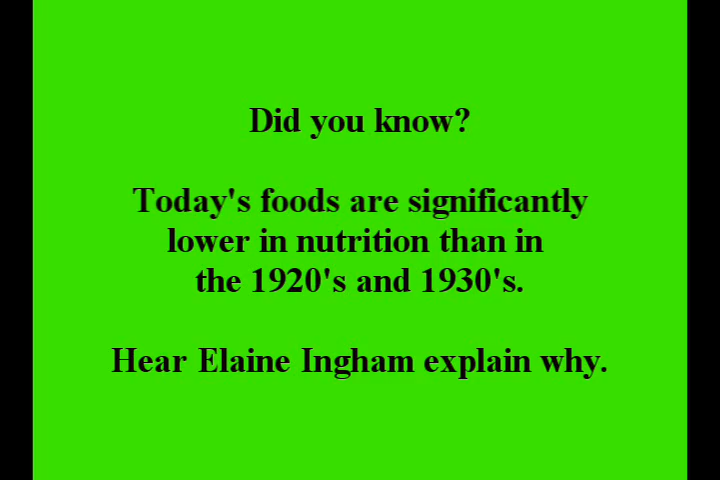 Did you know?
Today's foods are significantly
lower in nutrition than in
the 1920's and 1930's.
Hear Elaine Ingham explain why.